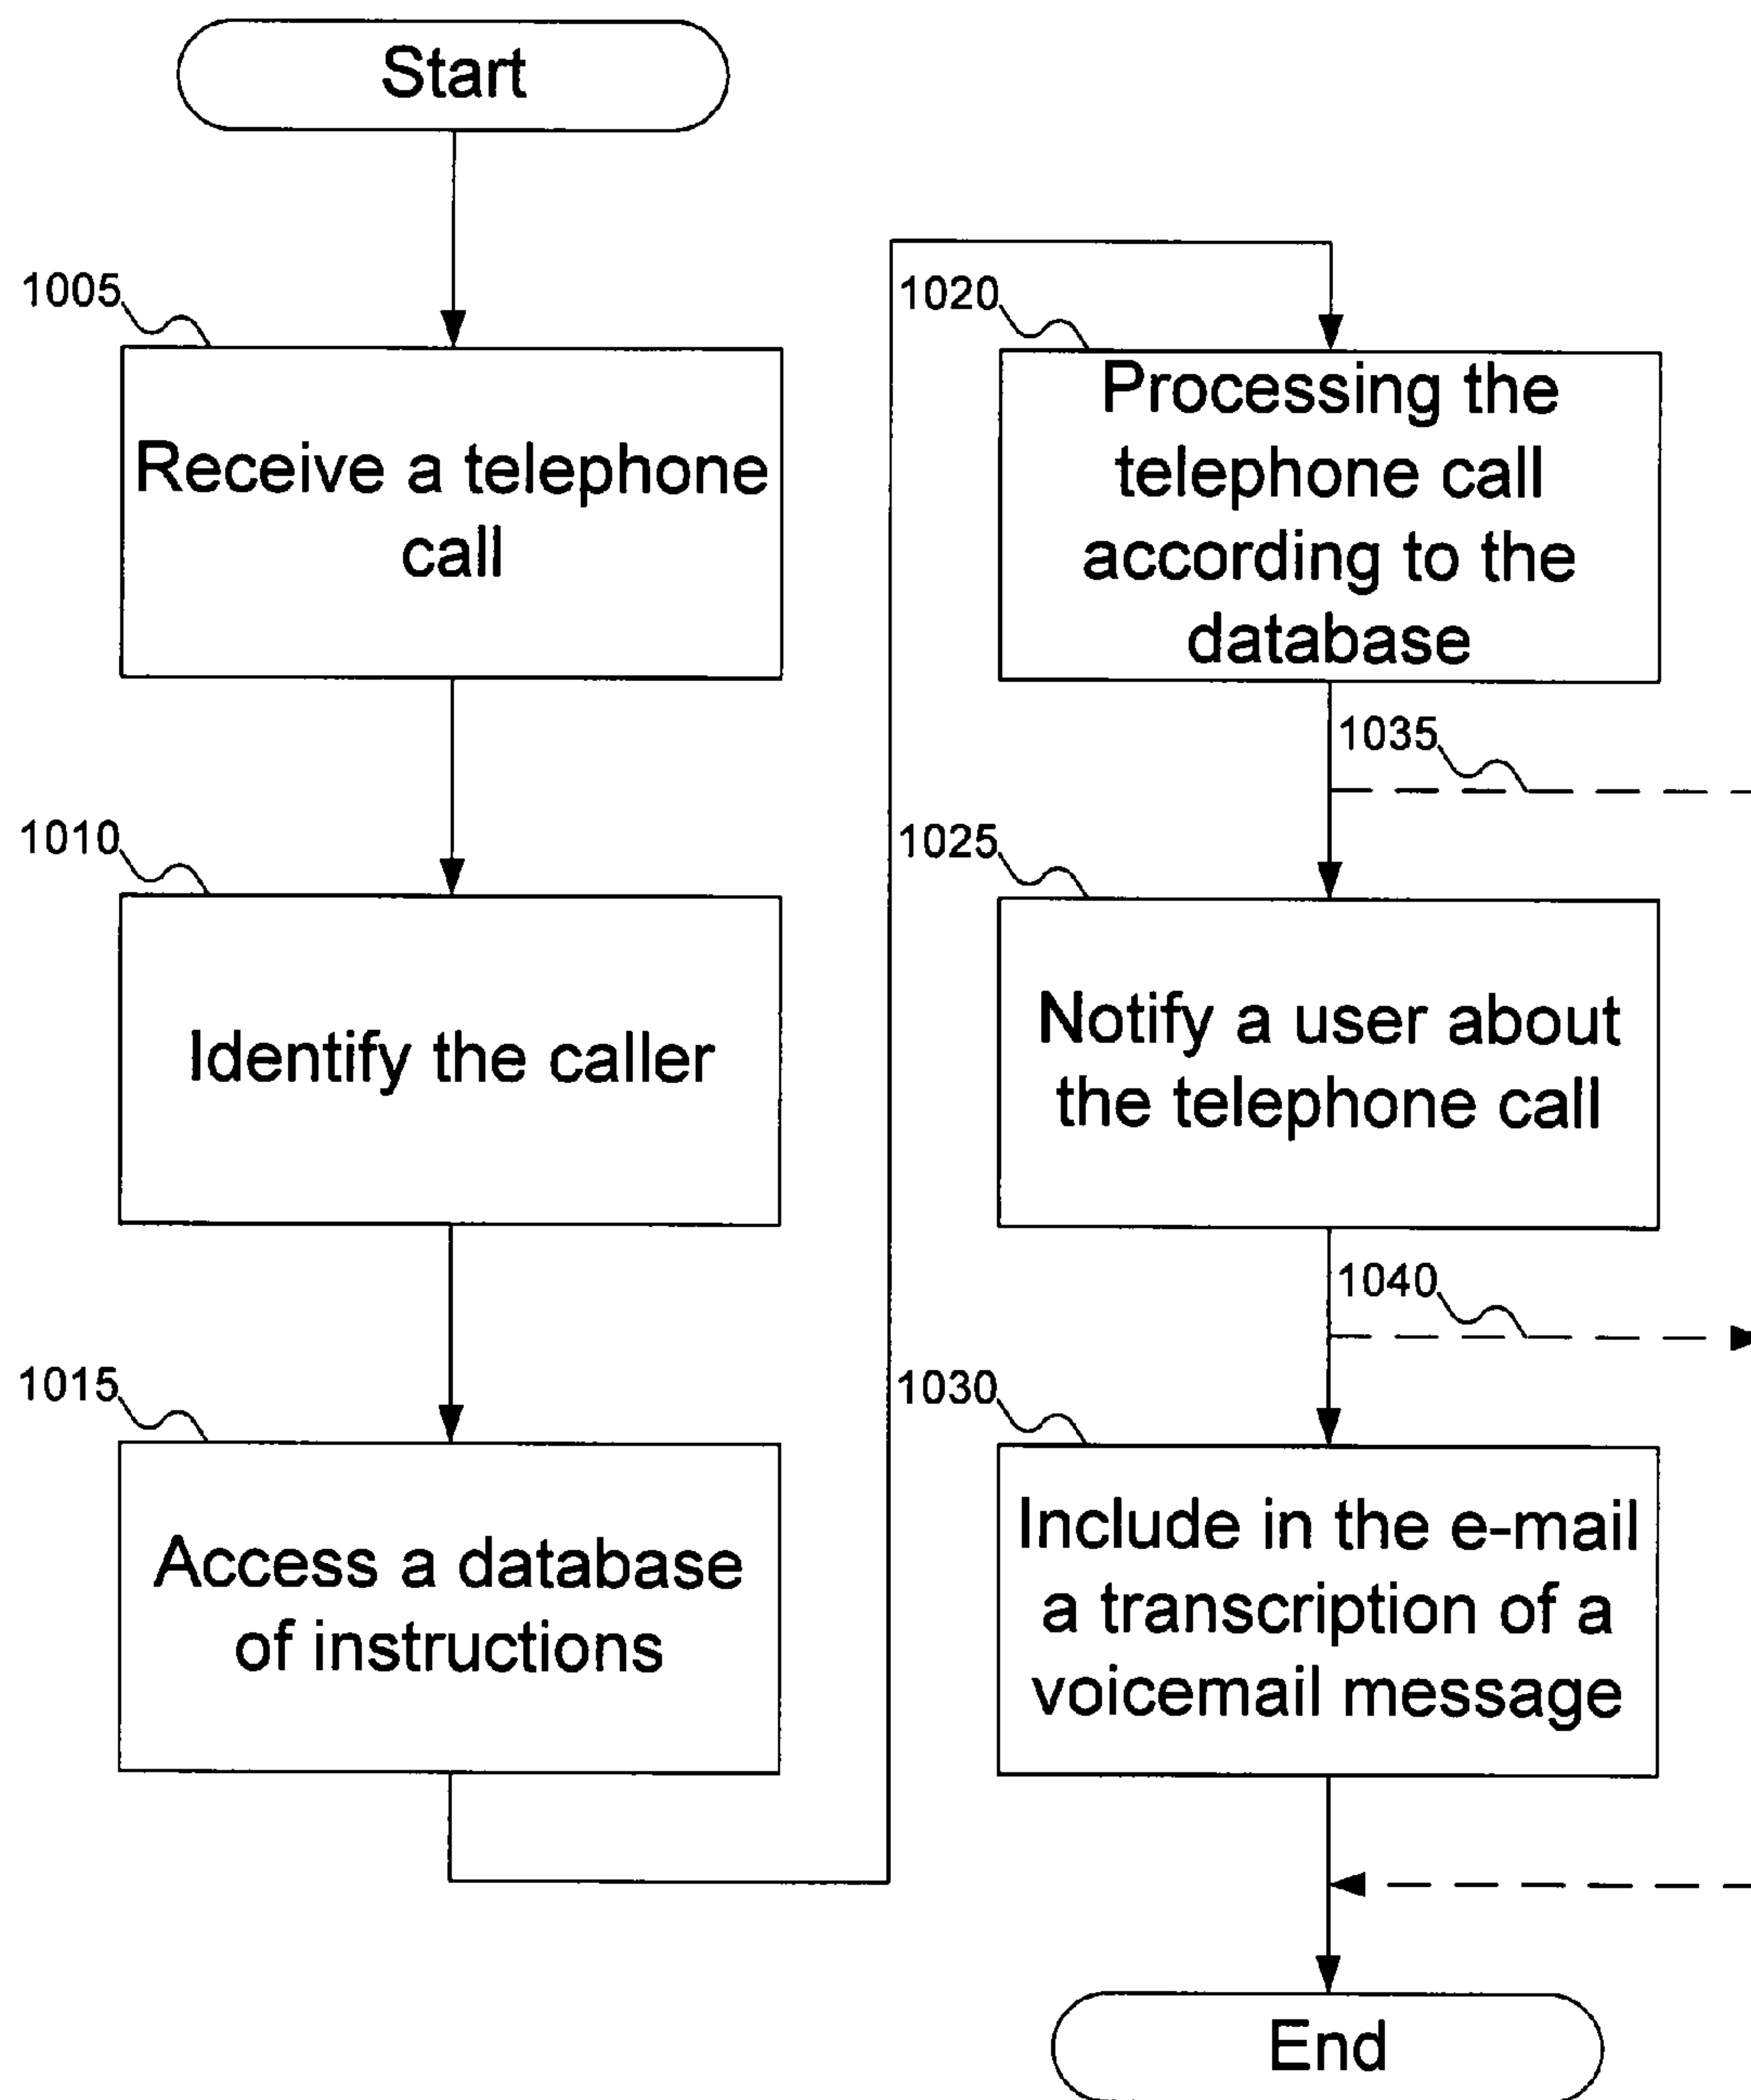 Start
1005
Receive a telephone
call
1010
Identify the caller
1015
Access a database
of instructions
1020
Processing the
telephone call
according to the
database
1035
1025
Notify a user about
the telephone call
1040
1030
Include in the e-mail
a transcription of a
voicemail message
End